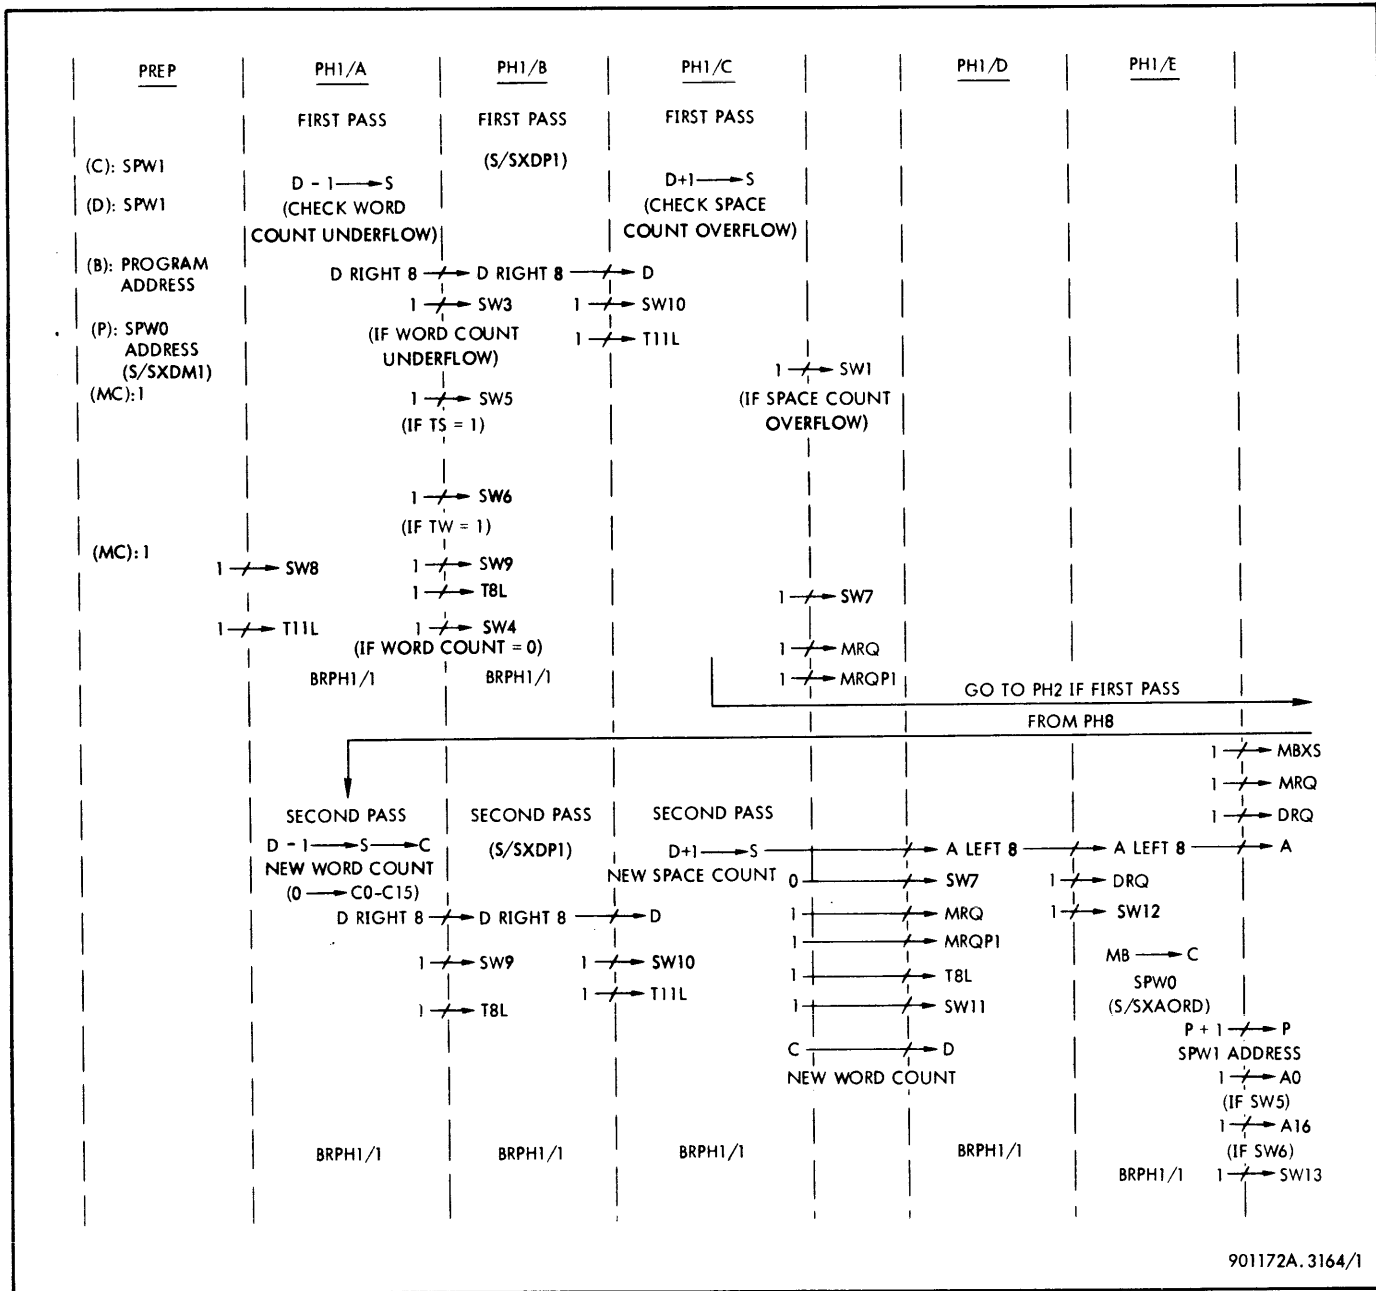 PREP PH1/A PH1/B PH1/C PH1/D PH1/E
FIRST PASS FIRST PASS FIRST PASS
(S/SXDP1)
(C): SPW1
D - 1 → S D+1 → S
(D): SPW1 (CHECK WORD (CHECK SPACE
COUNT UNDERFLOW) COUNT OVERFLOW)
(B): PROGRAM
ADDRESS
D RIGHT 8 → D RIGHT 8 → D
1 → SW3 1 → SW10
(P): SPW0 (IF WORD COUNT 1 → T11L
ADDRESS UNDERFLOW)
(S/SXDM1) 1 → SW1
(MC):1 1 → SW5 (IF SPACE COUNT
(IF TS = 1) OVERFLOW)
1 → SW6
(IF TW = 1)
(MC):1
1 → SW8 1 → SW9
1 → T8L 1 → SW7
1 → T11L 1 → SW4
(IF WORD COUNT = 0) 1 → MRQ
BRPH1/1 BRPH1/1 1 → MRQP1
GO TO PH2 IF FIRST PASS
FROM PH8
1 → MBXS
1 → MRQ
SECOND PASS SECOND PASS SECOND PASS 1 → DRQ
D - 1 → S → C (S/SXDP1) D+1 → S → A LEFT 8 → A LEFT 8 → A
NEW WORD COUNT NEW SPACE COUNT 0 → SW7 1 → DRQ
(0 → C0-C15)
D RIGHT 8 → D RIGHT 8 → D 1 → MRQ 1 → SW12
1 → MRQP1
1 → SW9 1 → SW10 MB → C
1 → T8L SPW0
1 → T8L 1 → T11L 1 → SW11 (S/SXAORD)
P + 1 → P
C → D SPW1 ADDRESS
NEW WORD COUNT 1 → A0
(IF SW5)
1 → A16
BRPH1/1 BRPH1/1 BRPH1/1 BRPH1/1 (IF SW6)
BRPH1/1 1 → SW13
901172A.3164/1